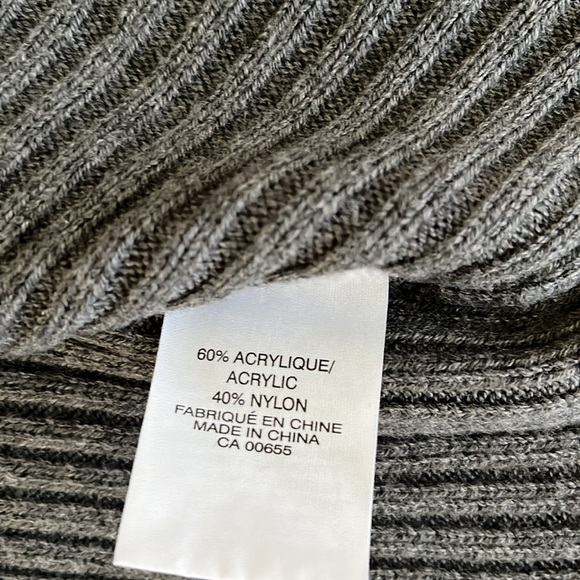 60% ACRYLIQUE/
ACRYLIC
40% NYLON
FABRIQUÉ EN CHINE
MADE IN CHINA
CA 00655